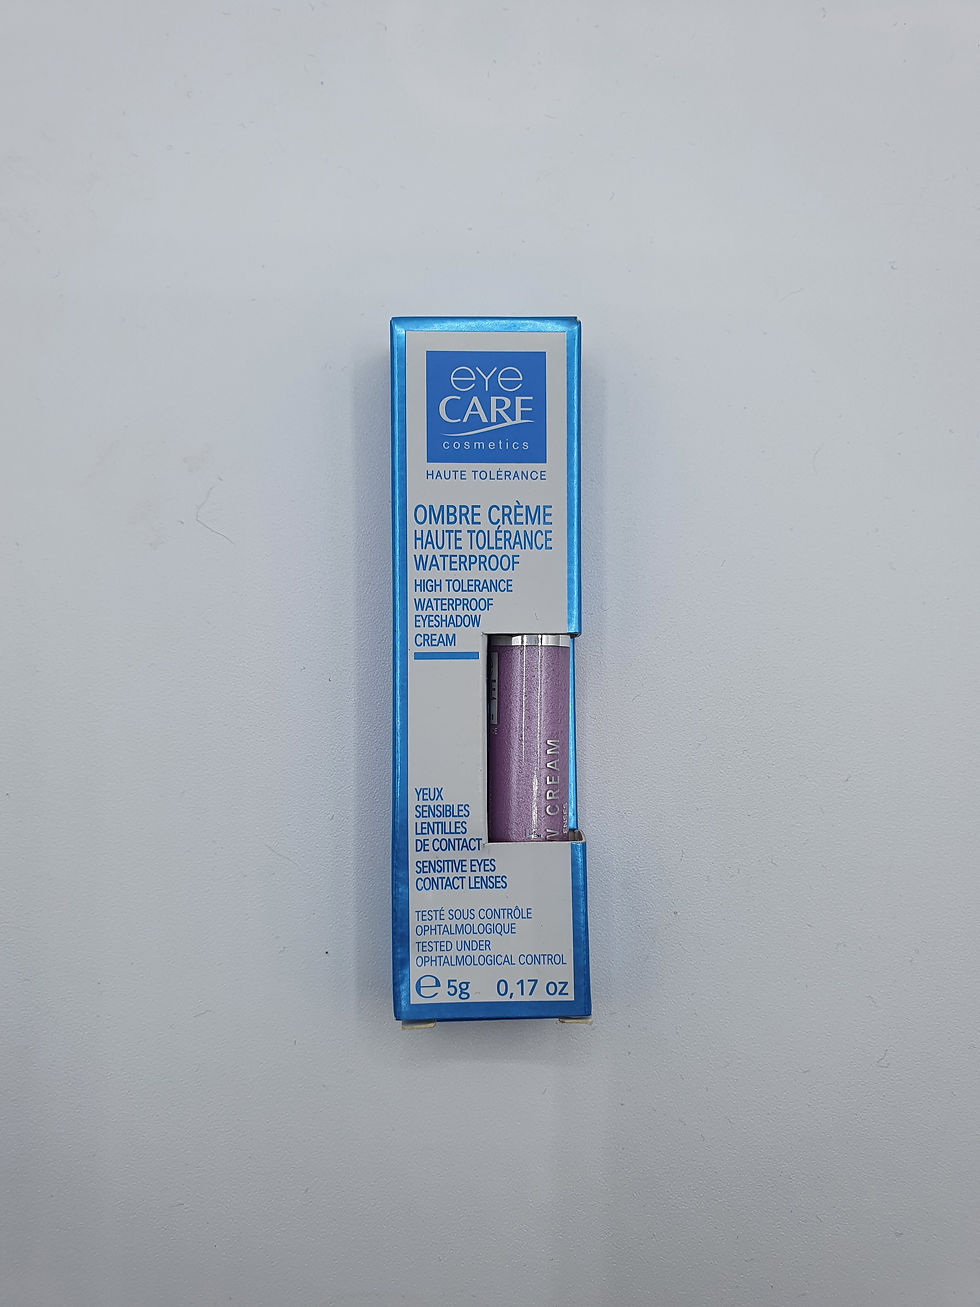 eye
CARE
cosmetics
HAUTE TOLÉRANCE
OMBRE CRÈME
HAUTE TOLÉRANCE
WATERPROOF
HIGH TOLERANCE
WATERPROOF
EYESHADOW
CREAM
CREAM
YEUX
SENSIBLES
LENTILLES
DE CONTACT
SENSITIVE EYES
CONTACT LENSES
TESTÉ SOUS CONTRÔLE
OPHTALMOLOGIQUE
TESTED UNDER
OPHTALMOLOGICAL CONTROL
℮ 5g 0,17 oz